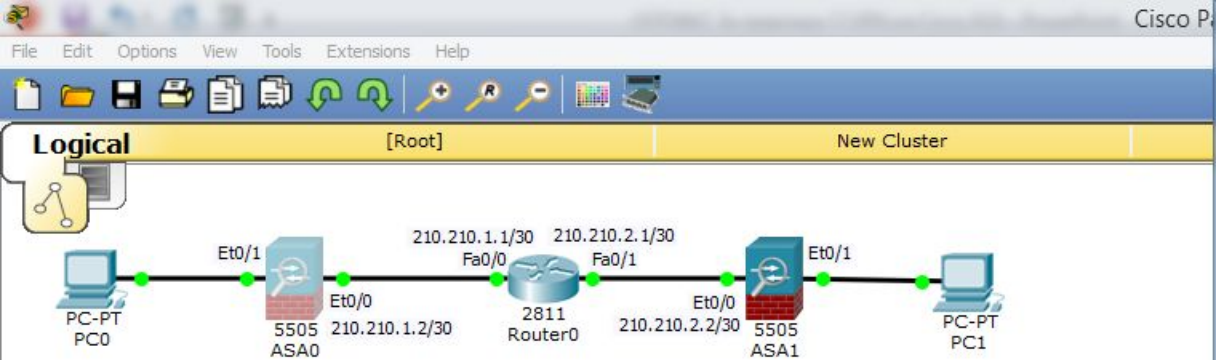 Cisco Pa
File Edit Options View Tools Extensions Help
Logical [Root] New Cluster
210.210.1.1/30 210.210.2.1/30
Et0/1 Fa0/0 Fa0/1 Et0/1
Et0/0 Et0/0
PC-PT 210.210.1.2/30 2811 210.210.2.2/30 PC-PT
PC0 5505 Router0 5505 PC1
ASA0 ASA1